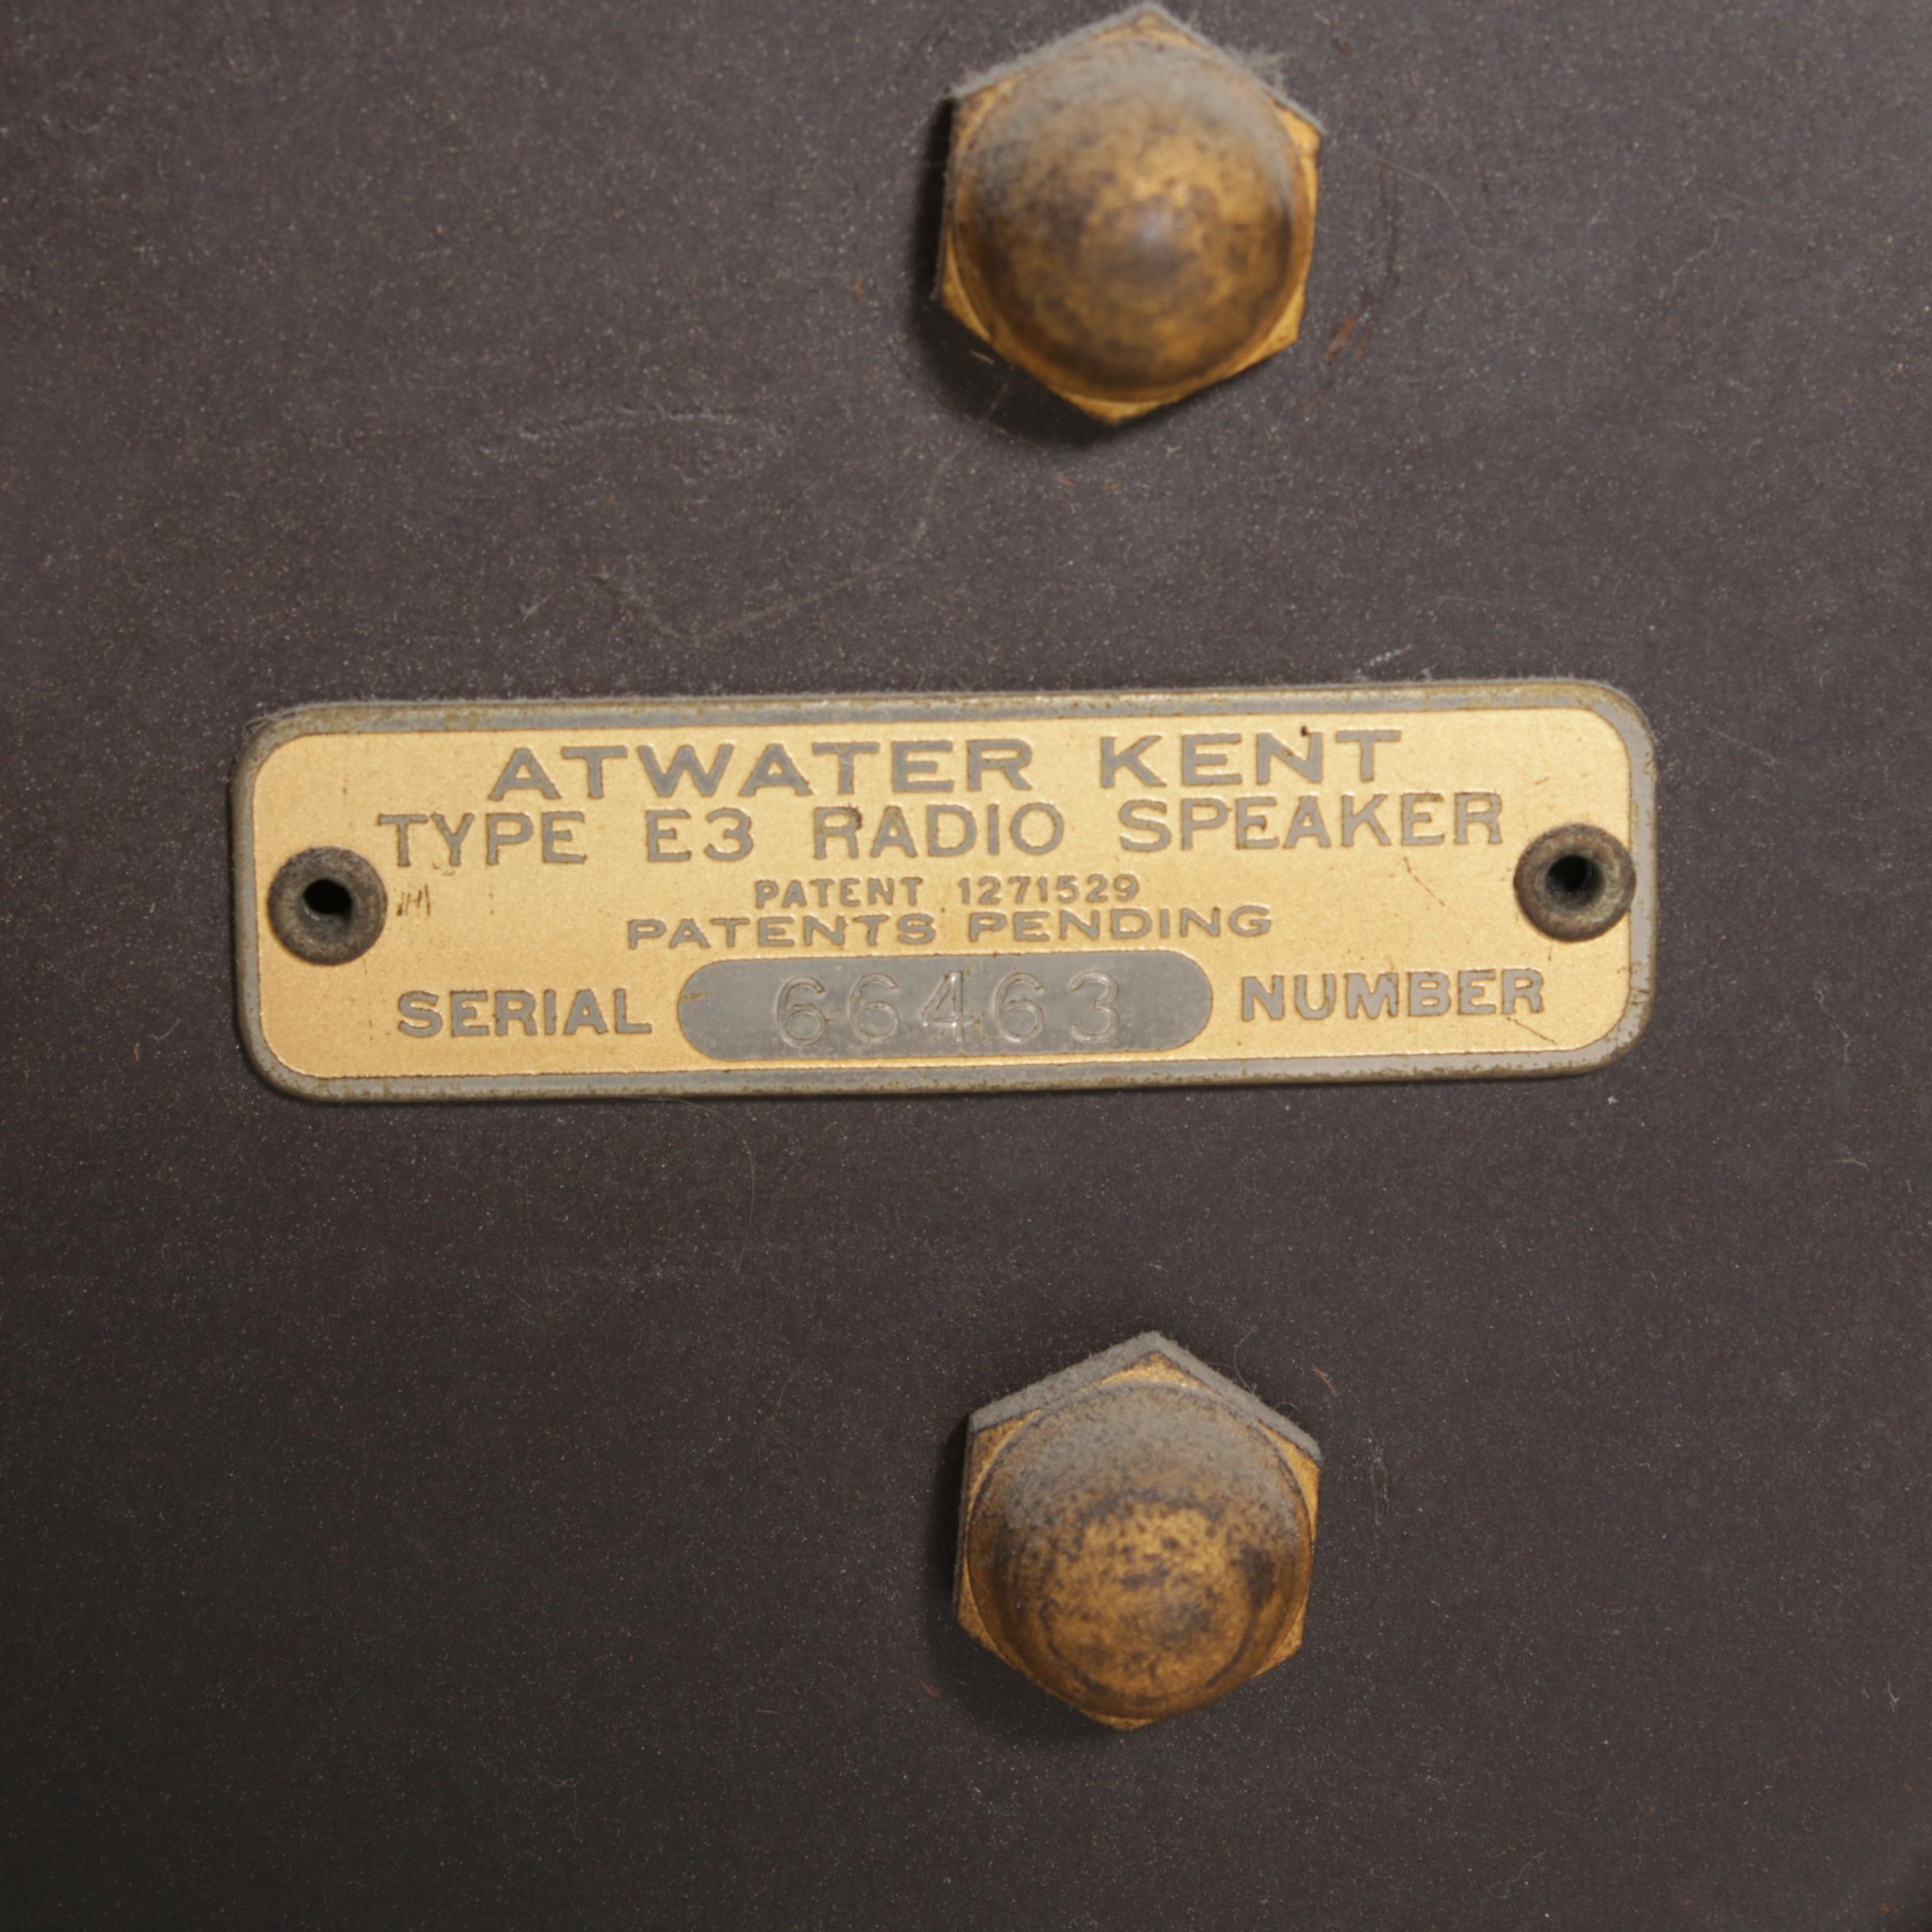 ATWATER KENT
TYPE E3 RADIO SPEAKER
PATENT 1271529
PATENTS PENDING
SERIAL 66463 NUMBER